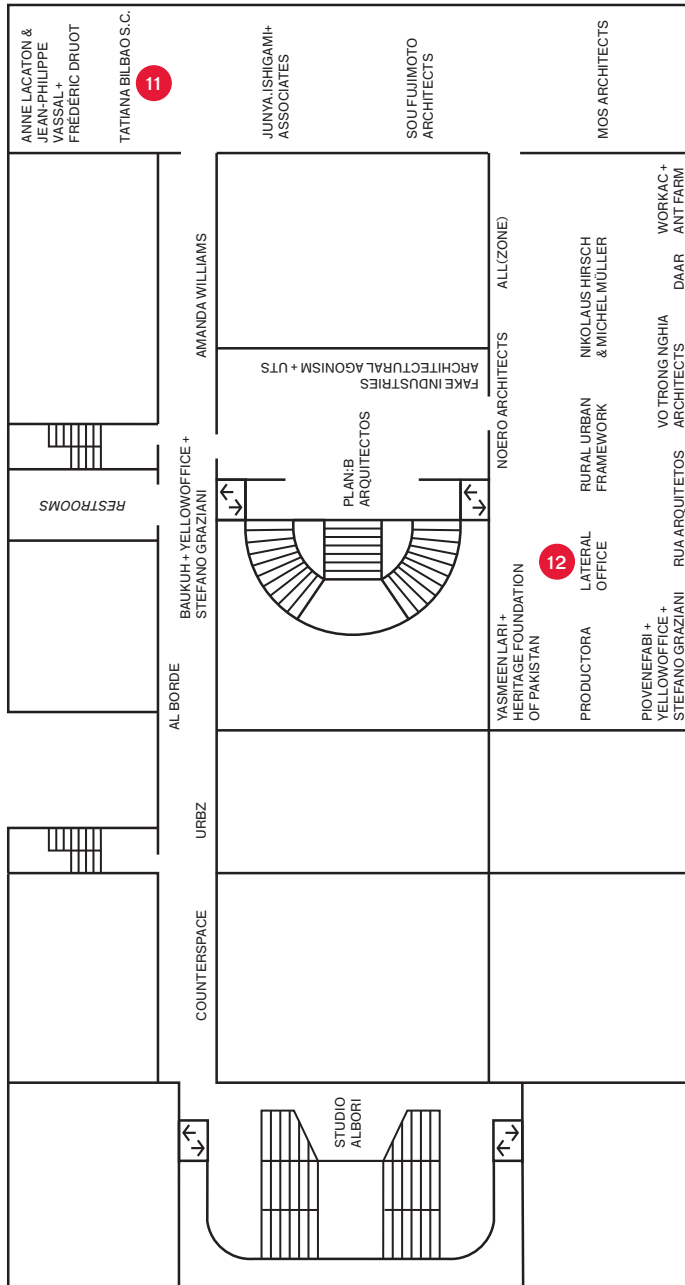 ANNE LACATON &
JEAN-PHILIPPE
VASSAL +
FRÉDÉRIC DRUOT
TATIANA BILBAO S.C.
11
JUNYA.ISHIGAMI+
ASSOCIATES
SOU FUJIMOTO
ARCHITECTS
MOS ARCHITECTS
AMANDA WILLIAMS
FAKE INDUSTRIES
ARCHITECTURAL AGONISM + UTS
ALL(ZONE)
NIKOLAUS HIRSCH
& MICHEL MÜLLER
WORKAC +
ANT FARM
DAAR
RESTROOMS
BAUKUH + YELLOWOFFICE +
STEFANO GRAZIANI
PLAN:B
ARQUITECTOS
NOERO ARCHITECTS
RURAL URBAN
FRAMEWORK
VO TRONG NGHIA
ARCHITECTS
AL BORDE
YASMEEN LARI +
HERITAGE FOUNDATION
OF PAKISTAN
12
LATERAL
OFFICE
RUA ARQUITETOS
PRODUCTORA
PIOVENEFABI +
YELLOWOFFICE +
STEFANO GRAZIANI
URBZ
COUNTERSPACE
STUDIO
ALBORI